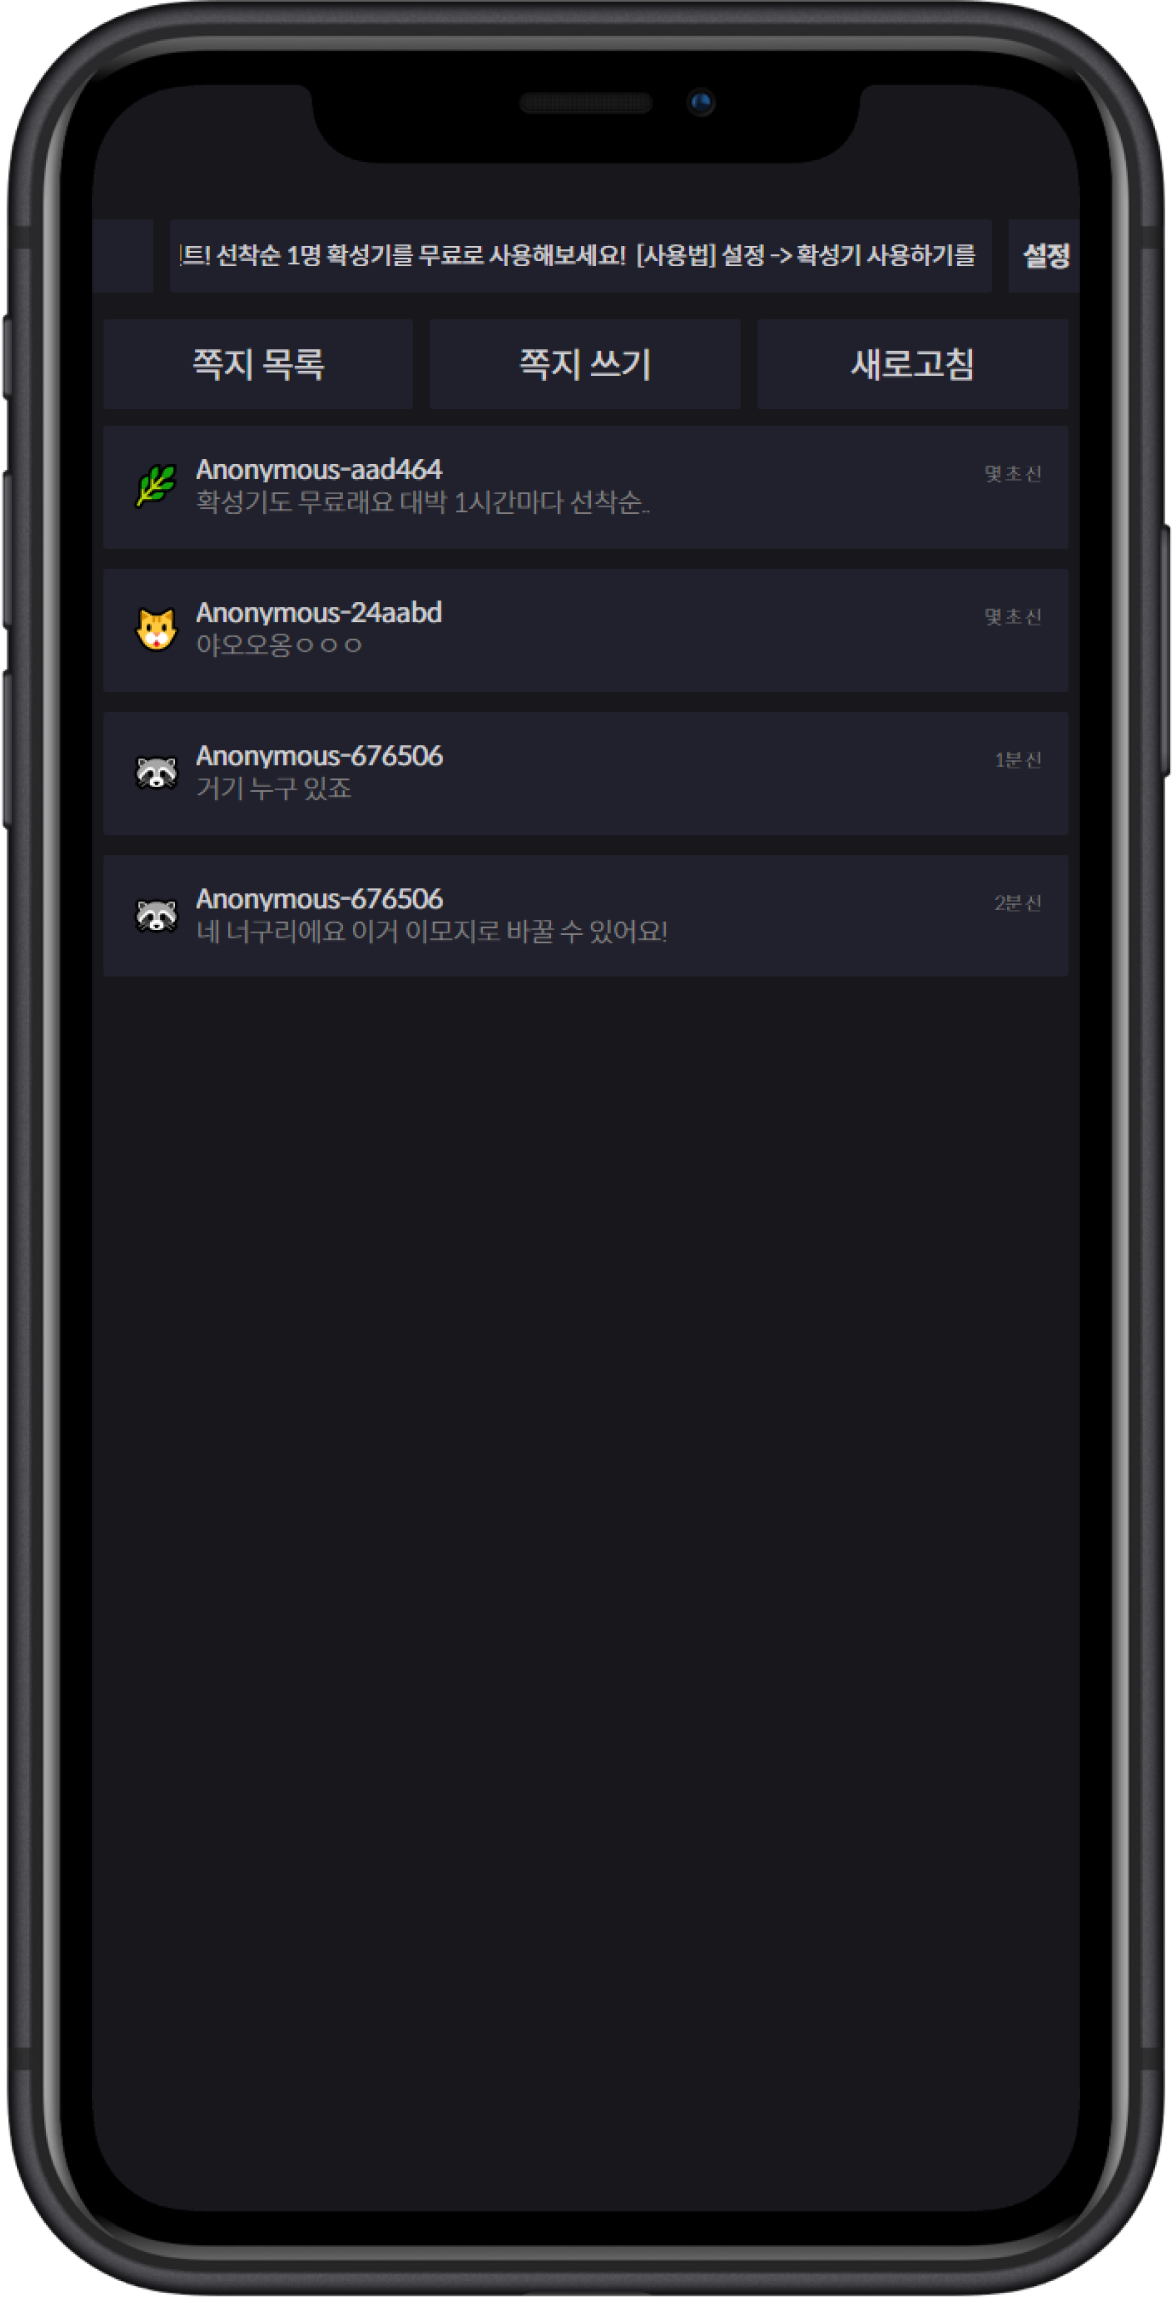 트! 선착순 1명 확성기를 무료로 사용해보세요! [사용법] 설정 -> 확성기 사용하기를
설정
쪽지 목록
쪽지 쓰기
새로고침
Anonymous-aad464
몇 초 전
확성기도 무료래요 대박 1시간마다 선착순..
Anonymous-24aabd
몇 초 전
야오오옹ㅇㅇㅇ
Anonymous-676506
1분 전
거기 누구 있죠
Anonymous-676506
2분 전
네 너구리에요 이거 이모지로 바꿀 수 있어요!